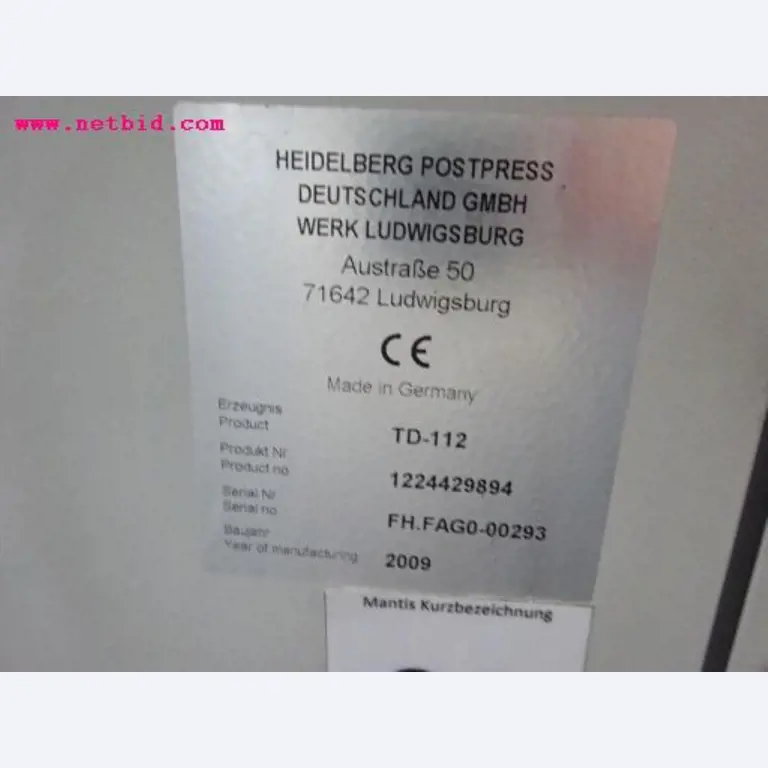 www.netbid.com
HEIDELBERG POSTPRESS
DEUTSCHLAND GMBH
WERK LUDWIGSBURG
Austraße 50
71642 Ludwigsburg
CE
Made in Germany
Erzeugnis
Product
TD-112
Produkt Nr
Product no
1224429894
Serial Nr
Serial no
FH.FAG0-00293
Baujahr
Year of manufacturing
2009
Mantis Kurzbezeichnung